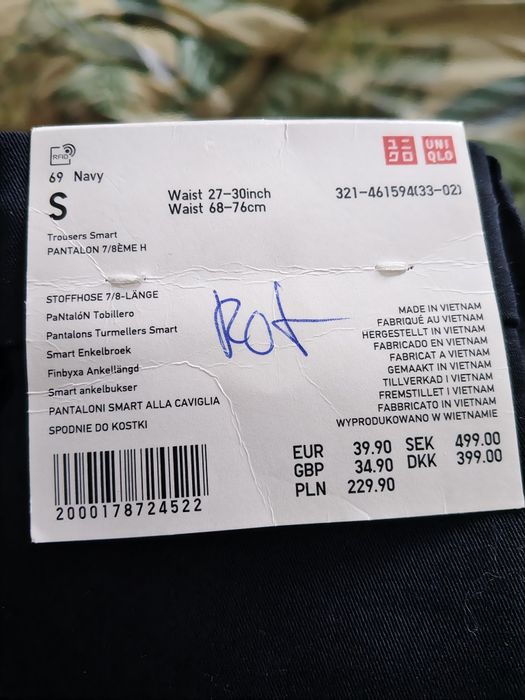 RFID
ユニ
クロ
UNI
QLO
69 Navy
S
Waist 27-30inch
Waist 68-76cm
321-461594(33-02)
Trousers Smart
PANTALON 7/8ÈME H
STOFFHOSE 7/8-LÄNGE
PaNtalóN Tobillero
Pantalons Turmellers Smart
Smart Enkelbroek
Finbyxa Ankellängd
Smart ankelbukser
PANTALONI SMART ALLA CAVIGLIA
SPODNIE DO KOSTKI
Rot
MADE IN VIETNAM
FABRIQUÉ AU VIETNAM
HERGESTELLT IN VIETNAM
FABRICADO EN VIETNAM
FABRICAT A VIETNAM
GEMAAKT IN VIETNAM
TILLVERKAD I VIETNAM
FREMSTILLET I VIETNAM
FABBRICATO IN VIETNAM
WYPRODUKOWANO W WIETNAMIE
EUR 39.90 SEK 499.00
GBP 34.90 DKK 399.00
PLN 229.90
2000178724522